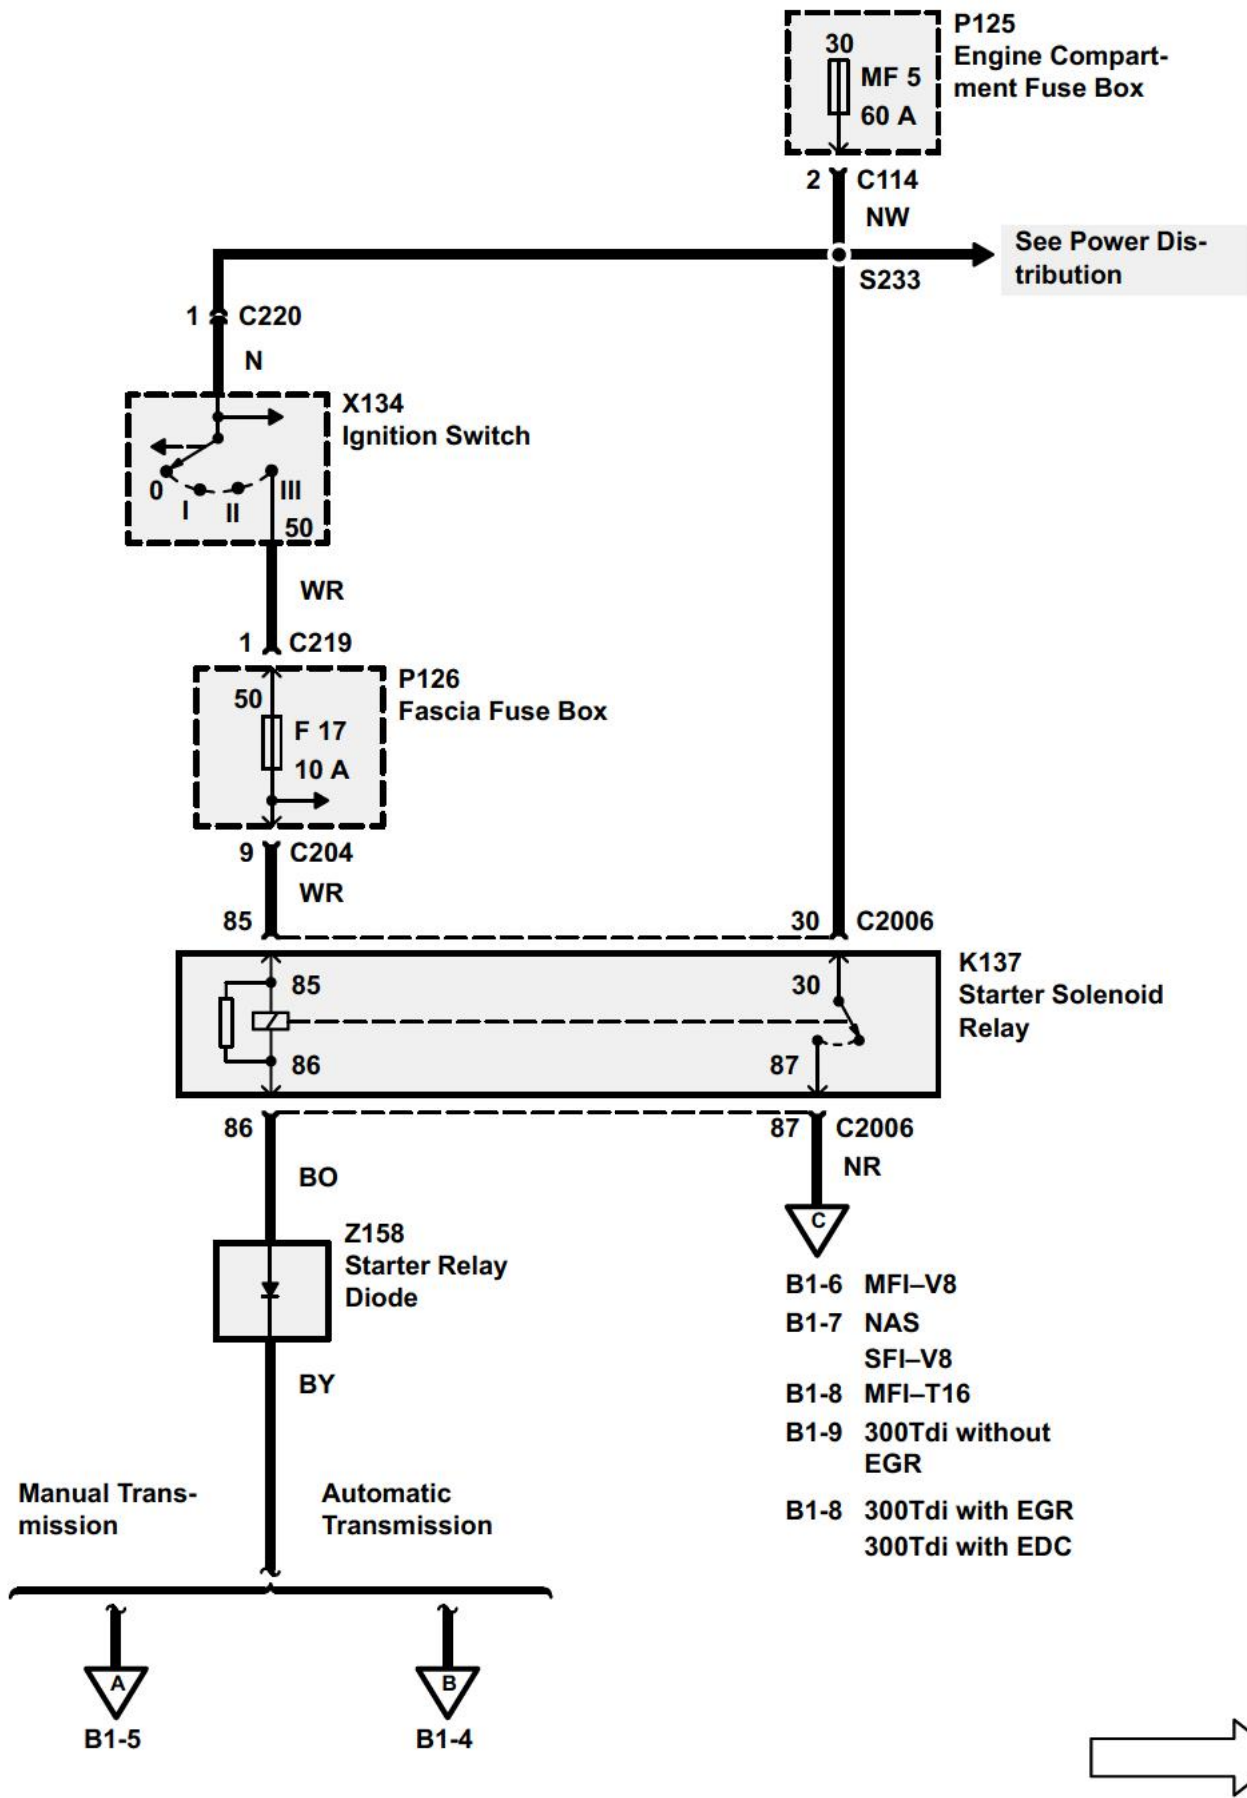 P125
Engine Compart-
ment Fuse Box
30
MF 5
60 A
2 C114
NW
See Power Dis-
tribution
S233
1 C220
N
X134
Ignition Switch
0
I
II
III
50
WR
1 C219
P126
Fascia Fuse Box
50
F 17
10 A
9 C204
WR
85
30 C2006
K137
Starter Solenoid
Relay
85
30
86
87
86
87 C2006
BO
NR
C
Z158
Starter Relay
Diode
B1-6 MFI–V8
B1-7 NAS
SFI–V8
B1-8 MFI–T16
B1-9 300Tdi without
EGR
B1-8 300Tdi with EGR
300Tdi with EDC
BY
Manual Trans-
mission
Automatic
Transmission
A
B
B1-5
B1-4